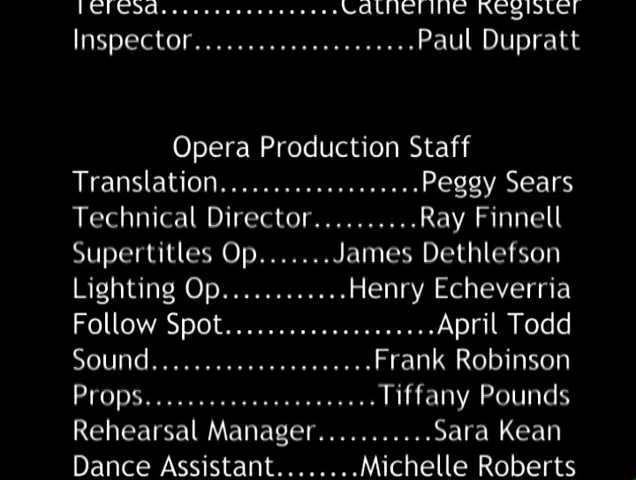 Teresa.................Catherine Register
Inspector.....................Paul Dupratt
Opera Production Staff
Translation...................Peggy Sears
Technical Director..........Ray Finnell
Supertitles Op.......James Dethlefson
Lighting Op............Henry Echeverria
Follow Spot....................April Todd
Sound.....................Frank Robinson
Props......................Tiffany Pounds
Rehearsal Manager...........Sara Kean
Dance Assistant........Michelle Roberts